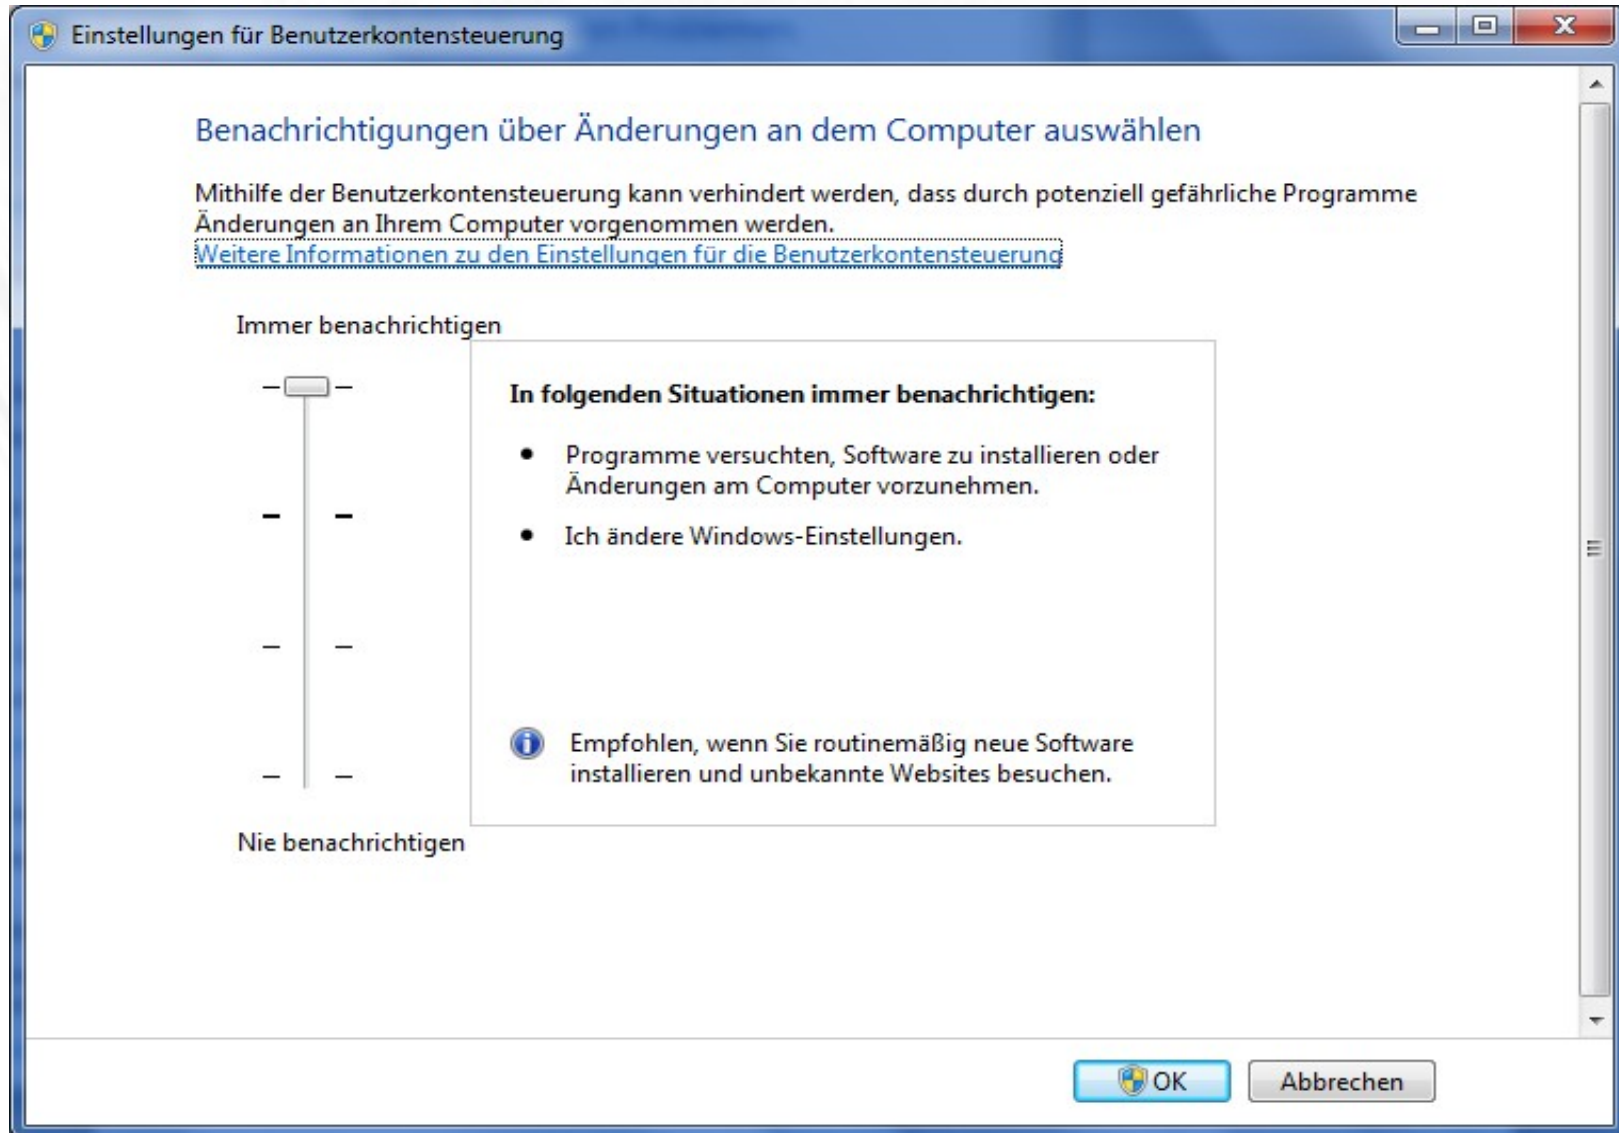 Einstellungen für Benutzerkontensteuerung
Benachrichtigungen über Änderungen an dem Computer auswählen
Mithilfe der Benutzerkontensteuerung kann verhindert werden, dass durch potenziell gefährliche Programme
Änderungen an Ihrem Computer vorgenommen werden.
Weitere Informationen zu den Einstellungen für die Benutzerkontensteuerung
Immer benachrichtigen
In folgenden Situationen immer benachrichtigen:
• Programme versuchten, Software zu installieren oder
Änderungen am Computer vorzunehmen.
• Ich ändere Windows-Einstellungen.
Empfohlen, wenn Sie routinemäßig neue Software
installieren und unbekannte Websites besuchen.
Nie benachrichtigen
OK
Abbrechen